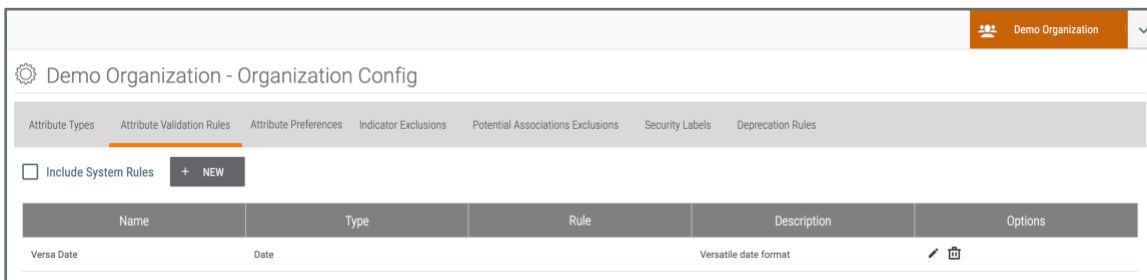 Demo Organization
Demo Organization - Organization Config
Attribute Types Attribute Validation Rules Attribute Preferences Indicator Exclusions Potential Associations Exclusions Security Labels Deprecation Rules
Include System Rules + NEW
Name Type Rule Description Options
Versa Date Date Versatile date format